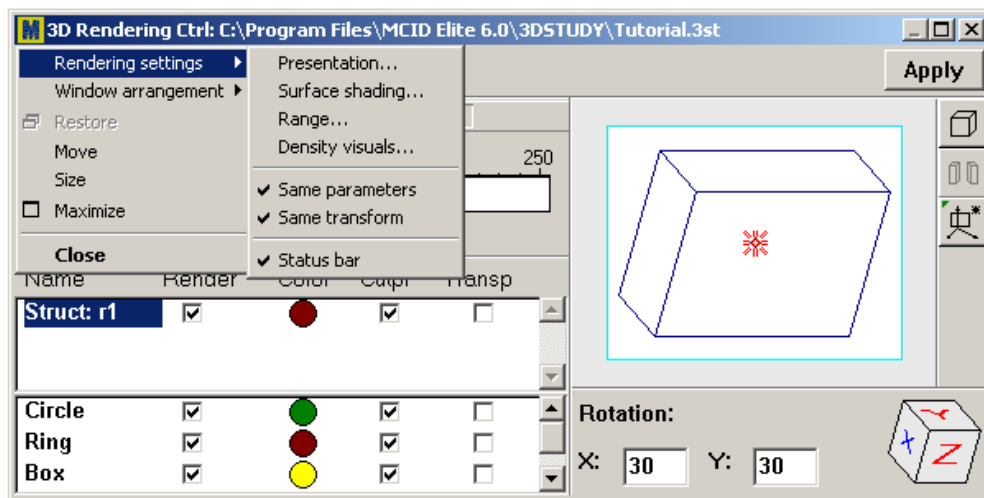 3D Rendering Ctrl: C:\Program Files\MCID Elite 6.0\3DSTUDY\Tutorial.3st
Rendering settings
Window arrangement
Restore
Move
Size
Maximize
Close
Presentation...
Surface shading...
Range...
Density visuals...
Same parameters
Same transform
Status bar
Apply
250
Name Render Color Cutpl Transp
Struct: r1
Circle
Ring
Box
Rotation:
X: 30 Y: 30
Y
X
Z